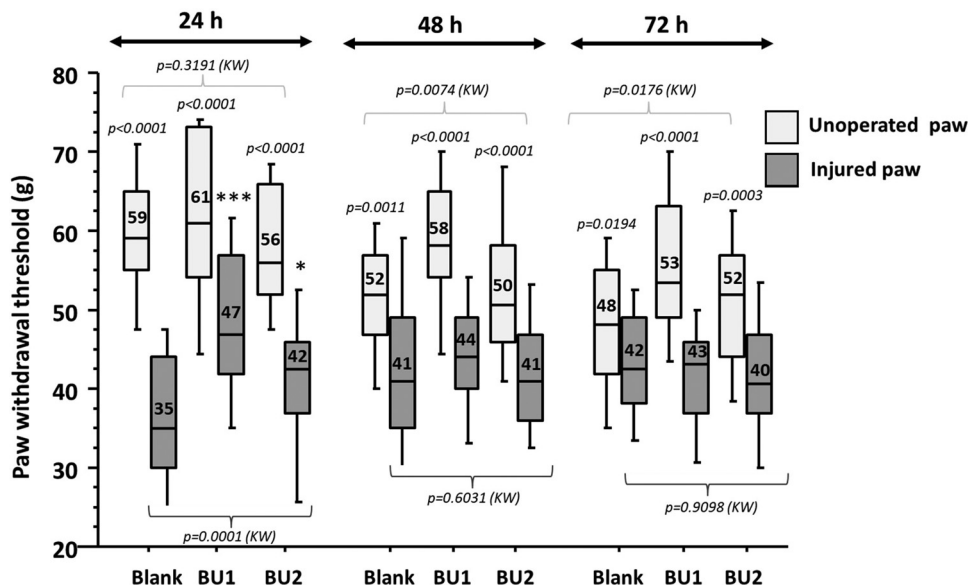 24 h
48 h
72 h
p=0.3191 (KW)
p=0.0074 (KW)
p=0.0176 (KW)
p<0.0001
p<0.0001
p<0.0001
p=0.0011
p<0.0001
p<0.0001
p=0.0194
p<0.0001
p=0.0003
Unoperated paw
Injured paw
Paw withdrawal threshold (g)
80
70
60
50
40
30
20
59
35
61
***
47
56
*
42
52
41
58
44
50
41
48
42
53
43
52
40
p=0.0001 (KW)
p=0.6031 (KW)
p=0.9098 (KW)
Blank BU1 BU2 Blank BU1 BU2 Blank BU1 BU2